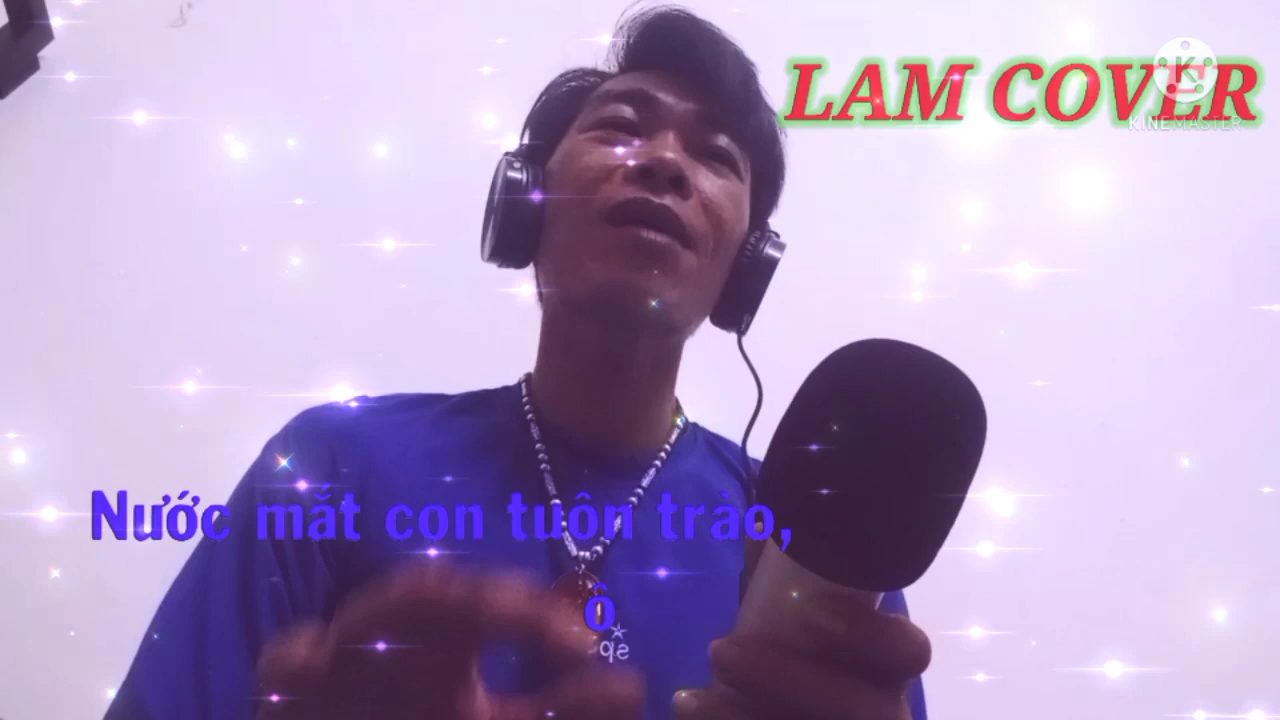 LAM COVER
K
KINEMASTER
Nước mắt con tuôn trào,
ô